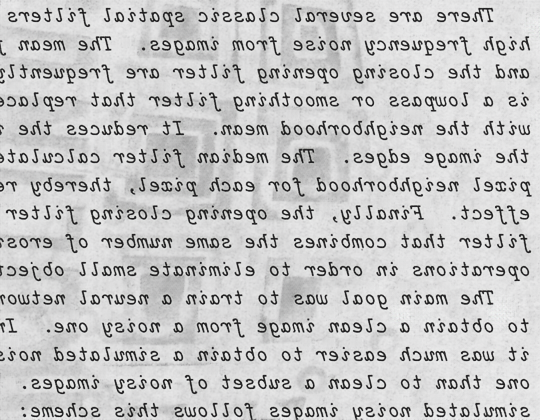 There are several classic spatial filters
high frequency noise from images. The mean
and the closing opening filter are frequently
is a lowpass or smoothing filter that replace
with the neighborhood mean. It reduces the
the image edges. The median filter calculate
pixel neighborhood for each pixel, thereby re
effect. Finally, the opening closing filter
filter that combines the same number of erosi
operations in order to eliminate small object
The main goal was to train a neural networ
to obtain a clean image from a noisy one. In
it was much easier to obtain a simulated nois
one than to clean a subset of noisy images.
simulated noisy images follows this scheme: